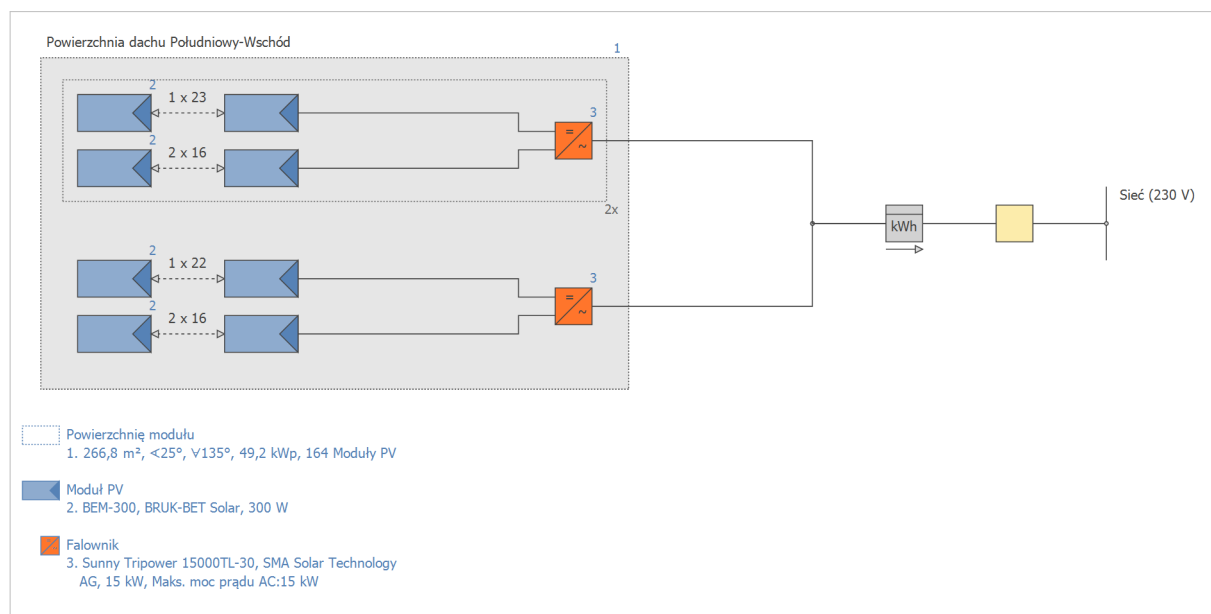 Powierzchnia dachu Południowy-Wschód
1
2
1 x 23
3
=
~
2
2 x 16
2x
Sieć (230 V)
kWh
2
1 x 22
3
=
~
2
2 x 16
Powierzchnię modułu
1. 266,8 m², ∢25°, ∀135°, 49,2 kWp, 164 Moduły PV
Moduł PV
2. BEM-300, BRUK-BET Solar, 300 W
Falownik
3. Sunny Tripower 15000TL-30, SMA Solar Technology
AG, 15 kW, Maks. moc prądu AC:15 kW